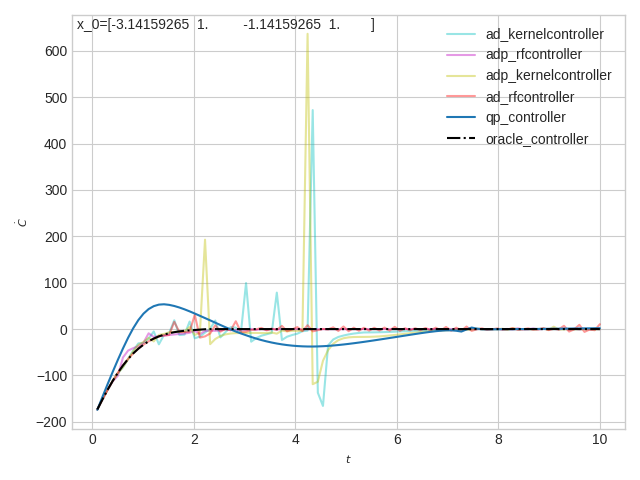 x_0=[-3.14159265 1. -1.14159265 1. ]
ad_kernelcontroller
adp_rfcontroller
adp_kernelcontroller
ad_rfcontroller
qp_controller
oracle_controller
600
500
400
300
200
100
0
−100
−200
Ċ
0
2
4
6
8
10
t